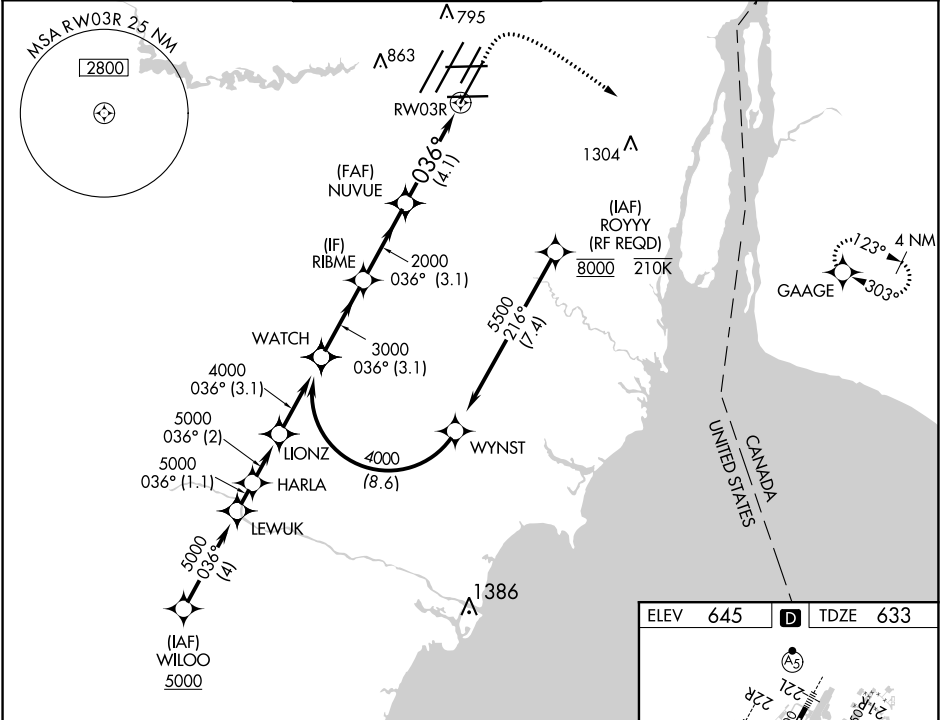 MSA RW03R 25 NM
2800
795
863
RW03R
1304
036°
(4.1)
(FAF)
NUVUE
(IF)
RIBME
2000
036° (3.1)
(IAF)
ROYYY
(RF REQD)
8000 210K
123°
4 NM
303°
GAAGE
5500
216°
(7.4)
WATCH
3000
036° (3.1)
4000
036° (3.1)
5000
036° (2)
LIONZ
5000
036° (1.1)
HARLA
LEWUK
4000
(8.6)
WYNST
CANADA
UNITED STATES
5000
036°
(4)
1386
(IAF)
WILOO
5000
ELEV 645 D TDZE 633
A5
22R
22L
21R